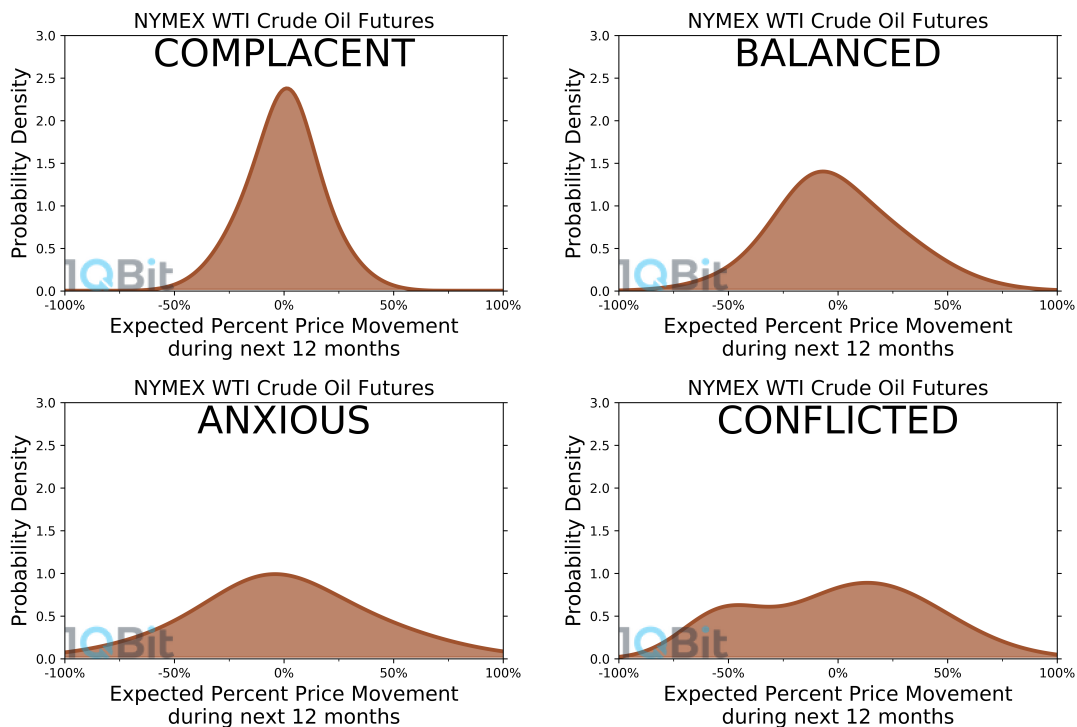 NYMEX WTI Crude Oil Futures
COMPLACENT
Probability Density
3.0
2.5
2.0
1.5
1.0
0.5
0.0
1QBit
-100%
-50%
0%
50%
100%
Expected Percent Price Movement
during next 12 months
NYMEX WTI Crude Oil Futures
BALANCED
Probability Density
3.0
2.5
2.0
1.5
1.0
0.5
0.0
1QBit
-100%
-50%
0%
50%
100%
Expected Percent Price Movement
during next 12 months
NYMEX WTI Crude Oil Futures
ANXIOUS
Probability Density
3.0
2.5
2.0
1.5
1.0
0.5
0.0
1QBit
-100%
-50%
0%
50%
100%
Expected Percent Price Movement
during next 12 months
NYMEX WTI Crude Oil Futures
CONFLICTED
Probability Density
3.0
2.5
2.0
1.5
1.0
0.5
0.0
1QBit
-100%
-50%
0%
50%
100%
Expected Percent Price Movement
during next 12 months